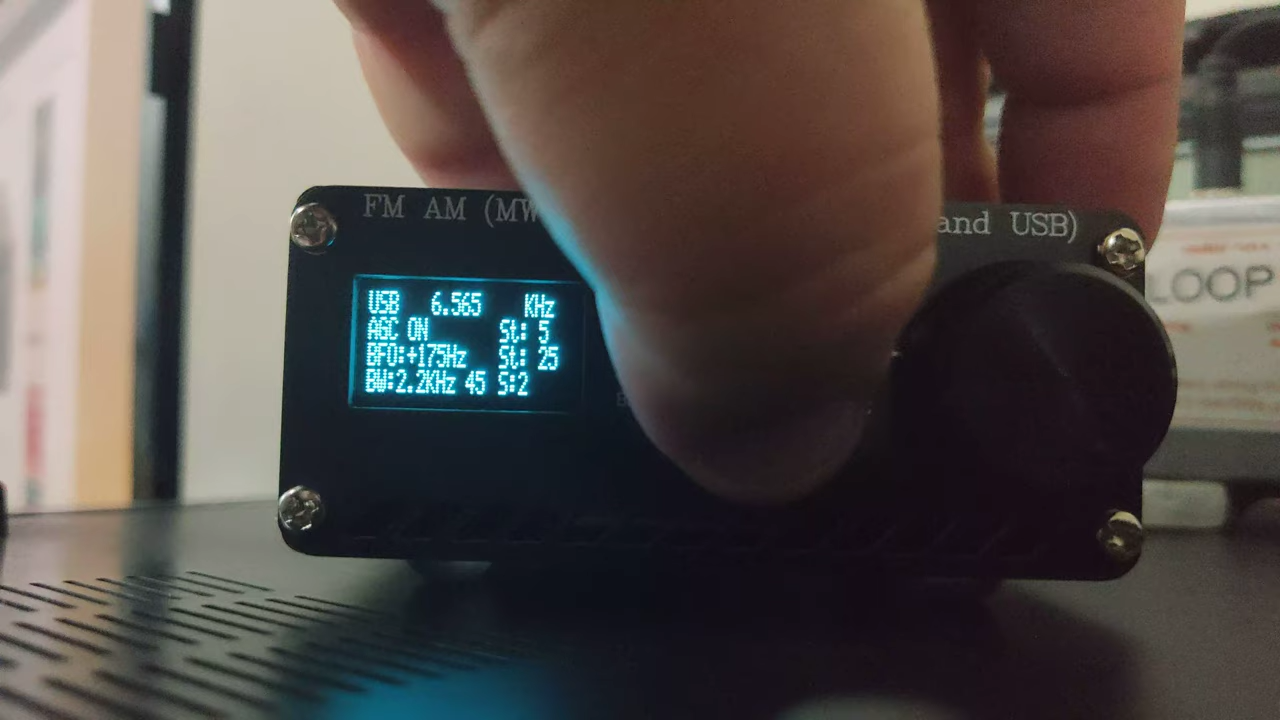 FM AM (MW and USB)
USB 6.565 KHz
AGC ON St: 5
BFO:+175Hz St: 25
BW:2.2KHz 45 S:2
LOOP